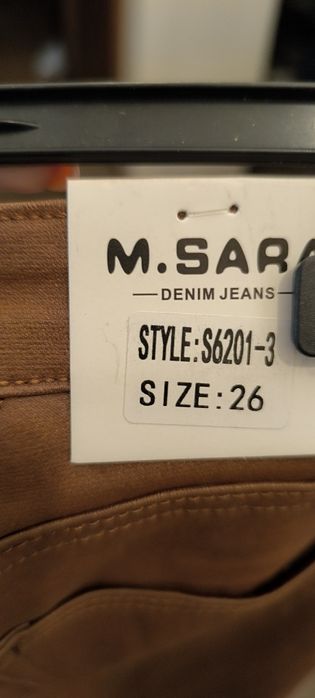 M.SARA
— DENIM JEANS —
STYLE:S6201-3
SIZE:26